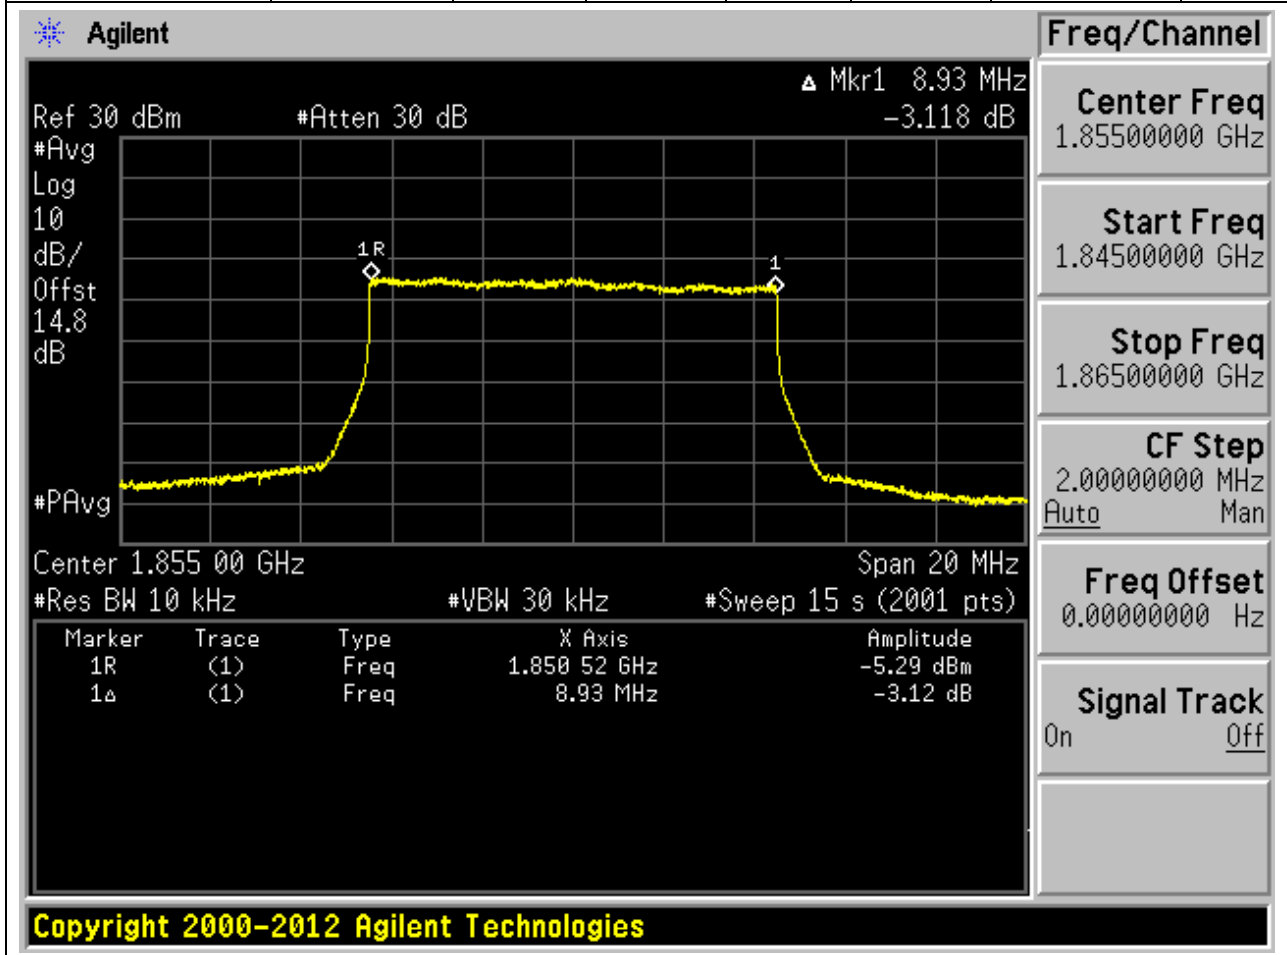 Agilent
Freq/Channel
Δ Mkr1 8.93 MHz
Ref 30 dBm #Atten 30 dB -3.118 dB
#Avg
Log
10
dB/
Offst
14.8
dB
1R
1
#PAvg
Center 1.855 00 GHz Span 20 MHz
#Res BW 10 kHz #VBW 30 kHz #Sweep 15 s (2001 pts)
Marker Trace Type X Axis Amplitude
1R (1) Freq 1.850 52 GHz -5.29 dBm
1Δ (1) Freq 8.93 MHz -3.12 dB
Center Freq
1.85500000 GHz
Start Freq
1.84500000 GHz
Stop Freq
1.86500000 GHz
CF Step
2.00000000 MHz
Auto Man
Freq Offset
0.00000000 Hz
Signal Track
On Off
Copyright 2000-2012 Agilent Technologies